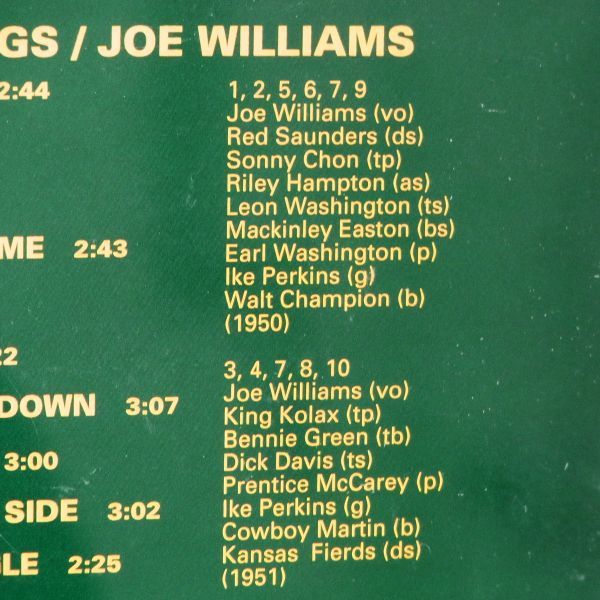 GS / JOE WILLIAMS
2:44
ME 2:43
22
DOWN 3:07
3:00
SIDE 3:02
GLE 2:25
1, 2, 5, 6, 7, 9
Joe Williams (vo)
Red Saunders (ds)
Sonny Chon (tp)
Riley Hampton (as)
Leon Washington (ts)
Mackinley Easton (bs)
Earl Washington (p)
Ike Perkins (g)
Walt Champion (b)
(1950)
3, 4, 7, 8, 10
Joe Williams (vo)
King Kolax (tp)
Bennie Green (tb)
Dick Davis (ts)
Prentice McCarey (p)
Ike Perkins (g)
Cowboy Martin (b)
Kansas Fierds (ds)
(1951)